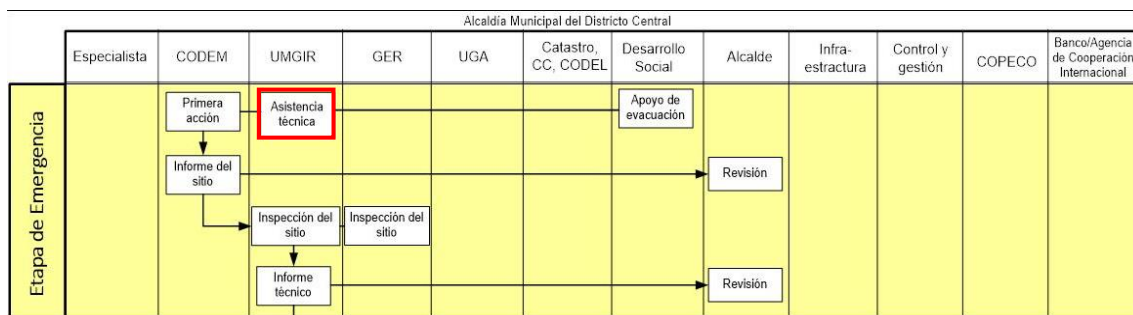 Alcaldía Municipal del Districto Central
Especialista
CODEM
UMGIR
GER
UGA
Catastro,
CC, CODEL
Desarrollo
Social
Alcalde
Infra-
estractura
Control y
gestión
COPECO
Banco/Agencia
de Cooperación
Internacional
Etapa de Emergencia
Primera
acción
Asistencia
técnica
Apoyo de
evacuación
Informe del
sitio
Revisión
Inspección del
sitio
Inspección del
sitio
Informe
técnico
Revisión